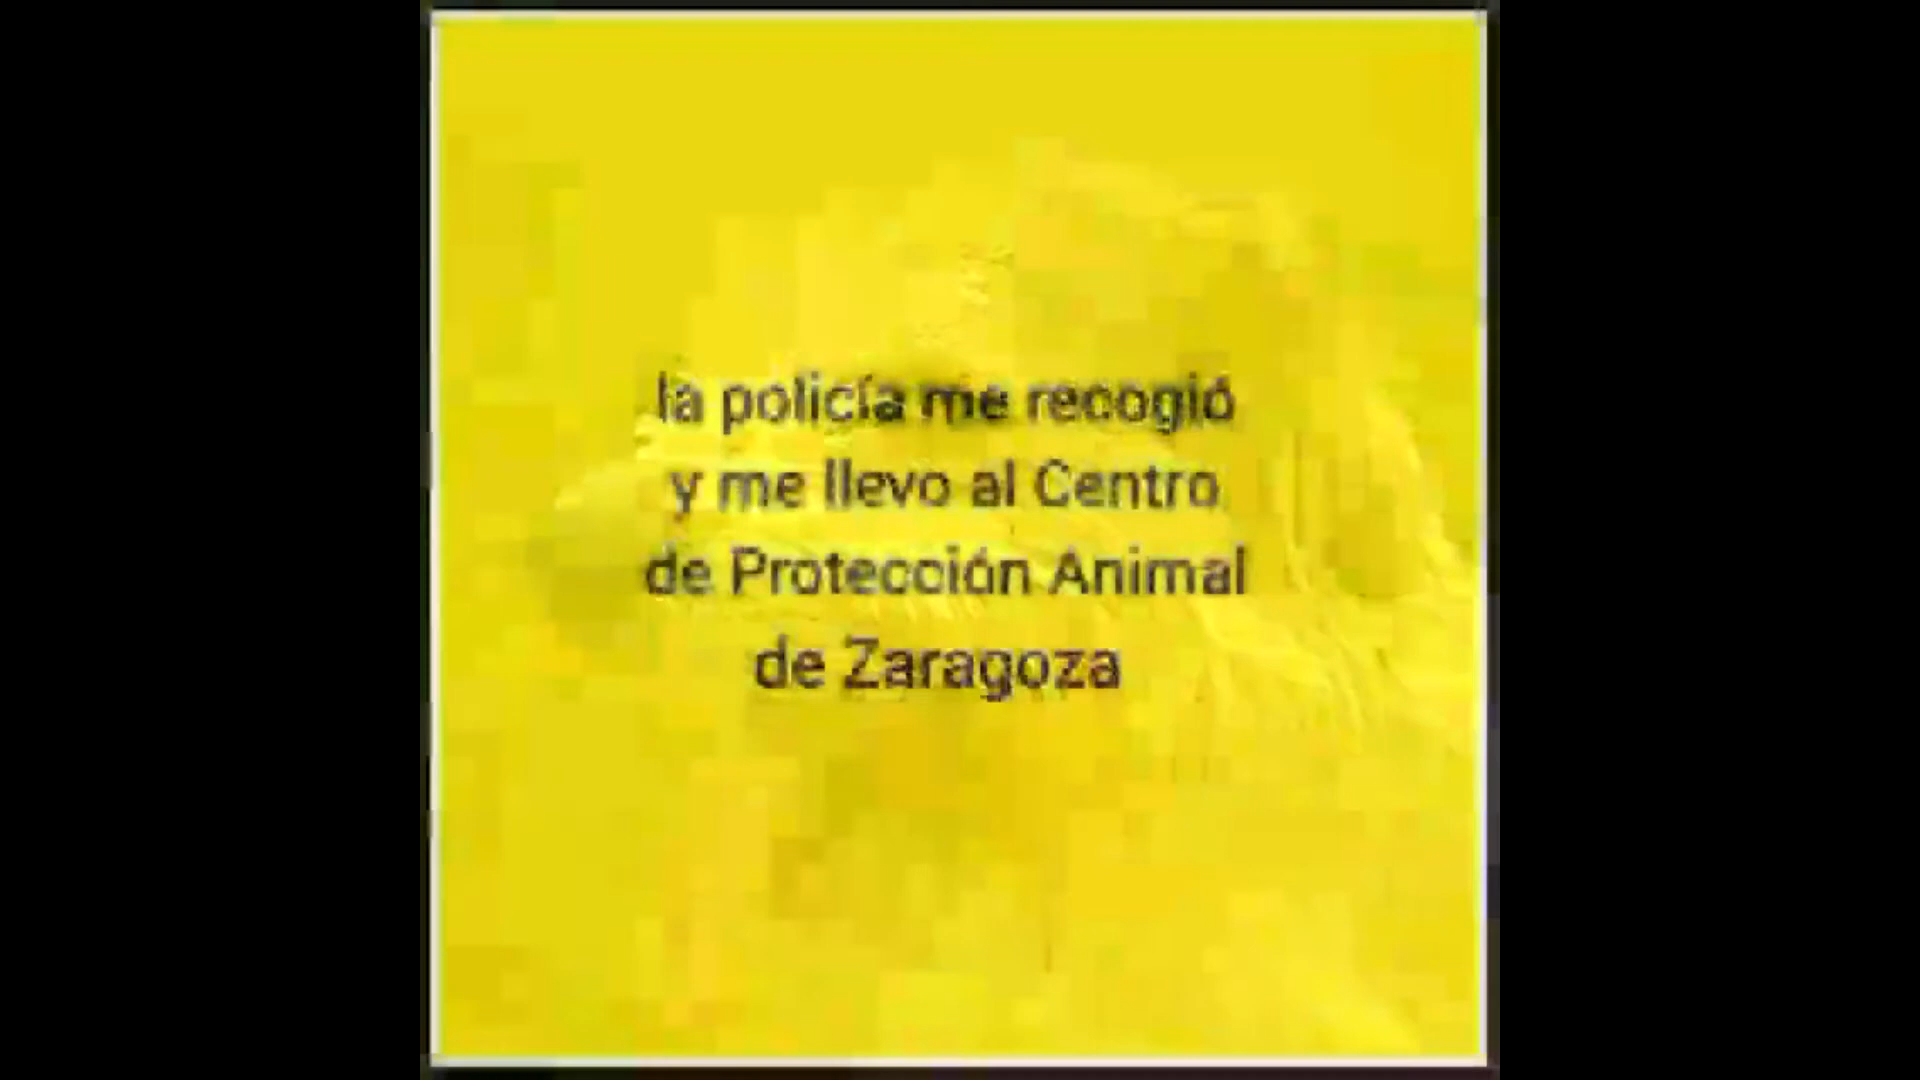 la policía me recogió
y me llevo al Centro
de Protección Animal
de Zaragoza